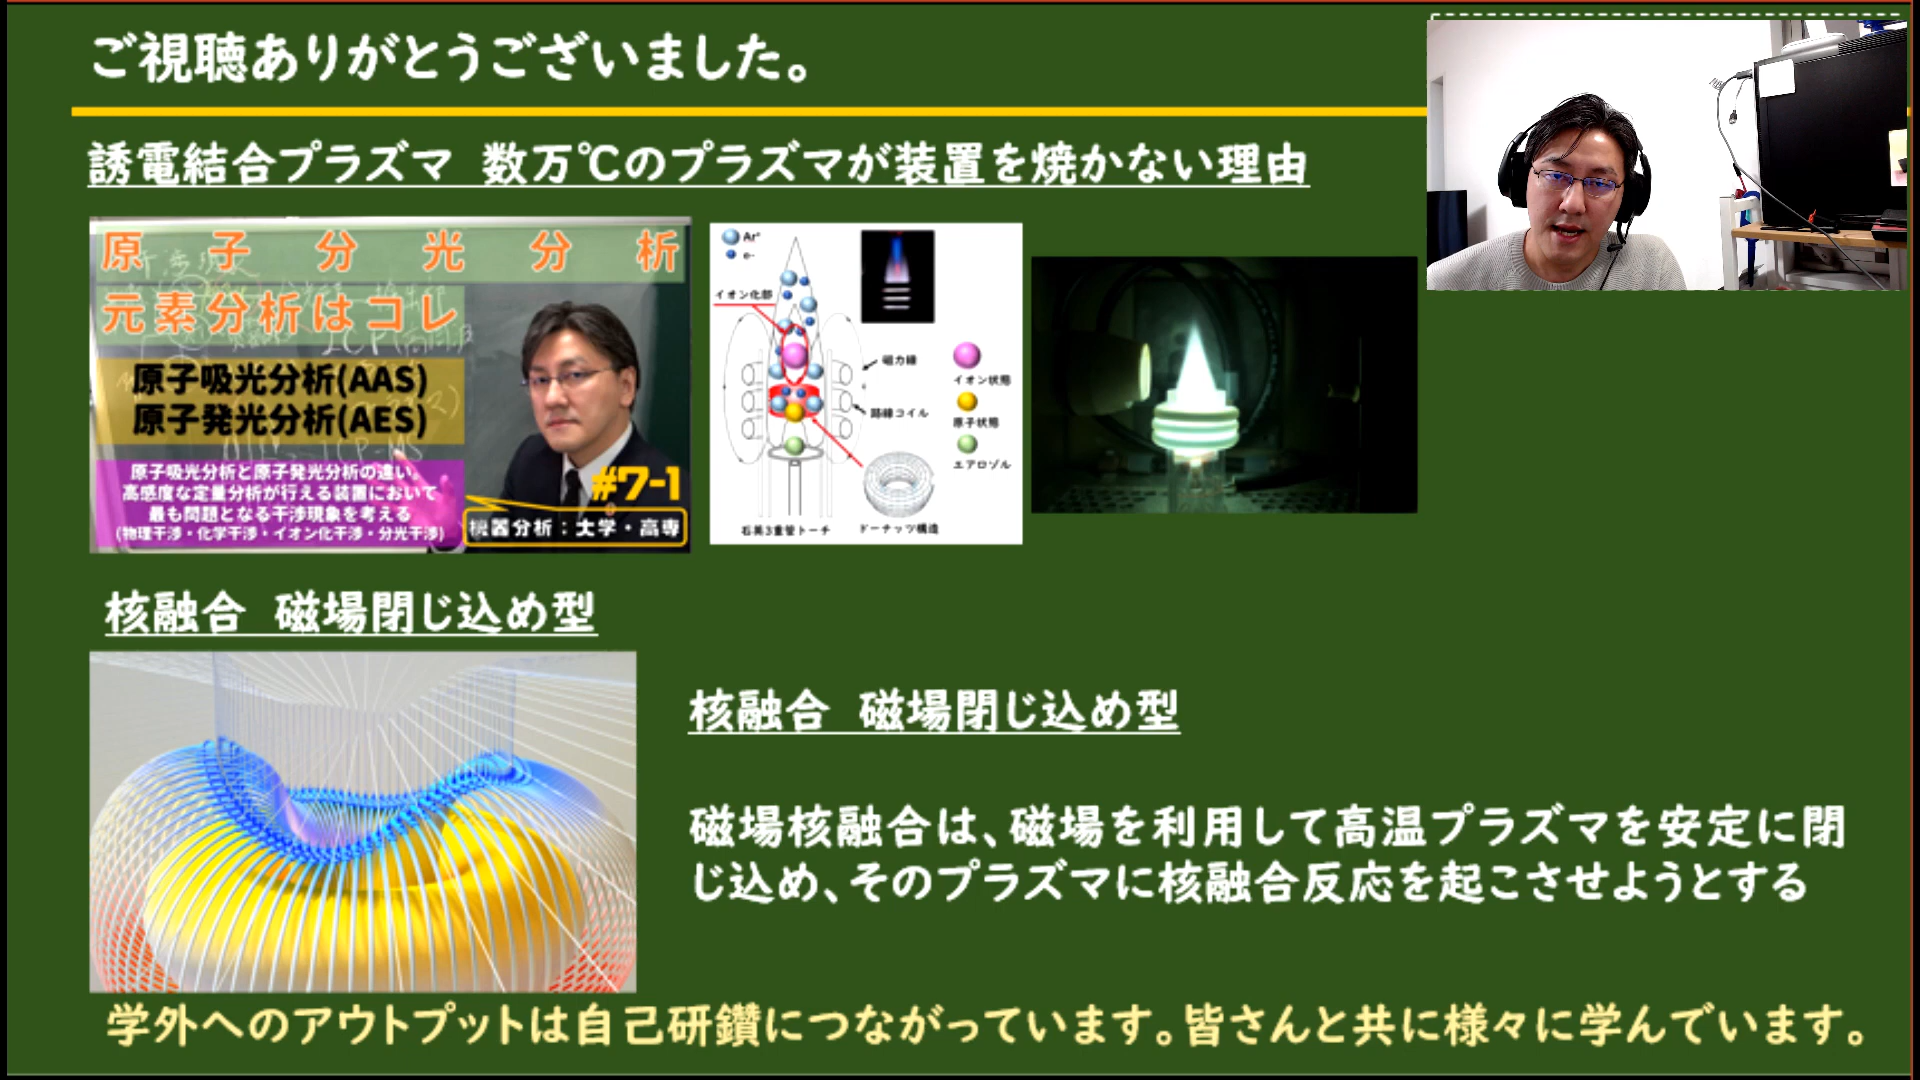 ご視聴ありがとうございました。
誘電結合プラズマ 数万℃のプラズマが装置を焼かない理由
原子分光分析
元素分析はコレ
原子吸光分析(AAS)
原子発光分析(AES)
原子吸光分析と原子発光分析の違い。
高感度な定量分析が行える装置において
最も問題となる干渉現象を考える
(物理干渉・化学干渉・イオン化干渉・分光干渉)
#7-1
機器分析：大学・高専
Ar⁺
e-
イオン化部
磁力線
イオン状態
路線コイル
原子状態
エアロゾル
石英3重管トーチ
ドーナッツ構造
核融合 磁場閉じ込め型
核融合 磁場閉じ込め型
磁場核融合は、磁場を利用して高温プラズマを安定に閉
じ込め、そのプラズマに核融合反応を起こさせようとする
学外へのアウトプットは自己研鑽につながっています。皆さんと共に様々に学んでいます。